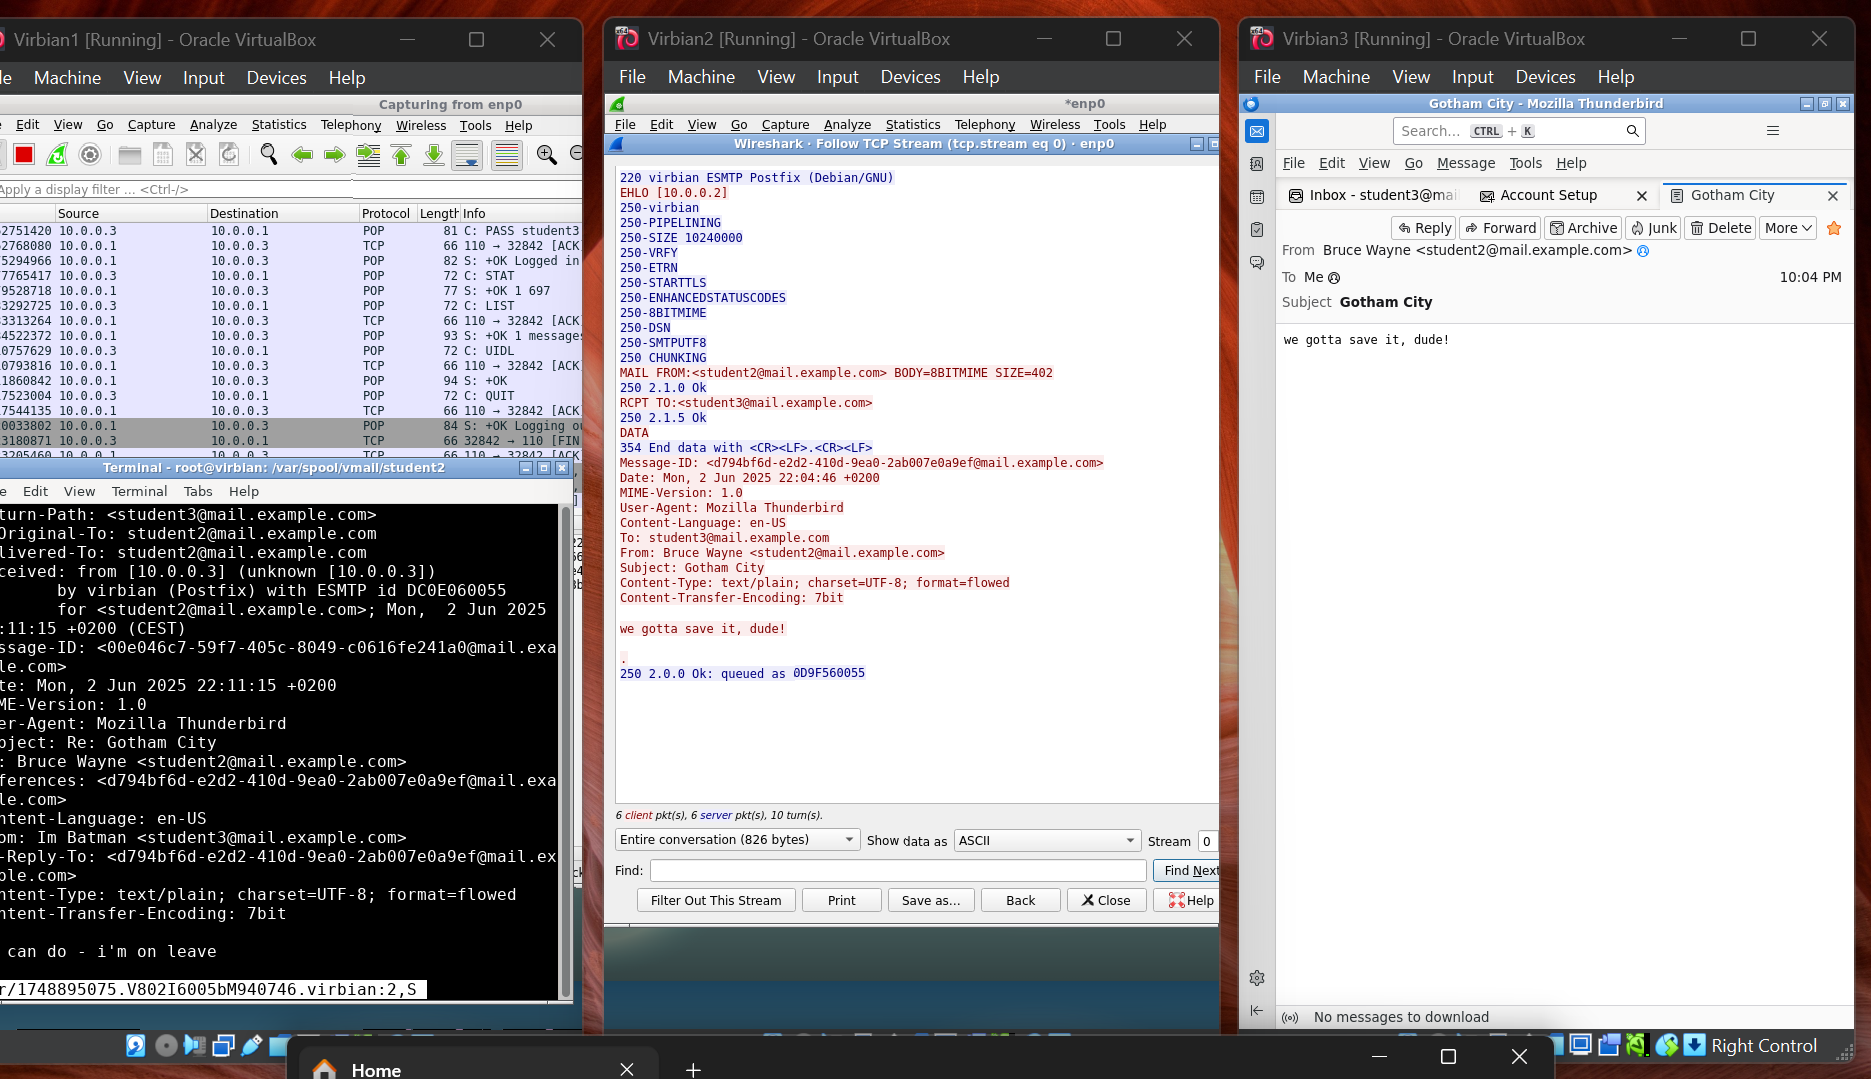 Virbian1 [Running] - Oracle VirtualBox
Machine View Input Devices Help
Capturing from enp0
Edit View Go Capture Analyze Statistics Telephony Wireless Tools Help
Apply a display filter ... <Ctrl-/>
Source Destination Protocol Length Info
2751420 10.0.0.3 10.0.0.1 POP 81 C: PASS student3
2768080 10.0.0.1 10.0.0.3 TCP 66 110 → 32842 [ACK]
5294966 10.0.0.1 10.0.0.3 POP 82 S: +OK Logged in
7765417 10.0.0.3 10.0.0.1 POP 72 C: STAT
9528718 10.0.0.1 10.0.0.3 POP 77 S: +OK 1 697
3292725 10.0.0.3 10.0.0.1 POP 72 C: LIST
3313264 10.0.0.1 10.0.0.3 TCP 66 110 → 32842 [ACK]
4522372 10.0.0.1 10.0.0.3 POP 93 S: +OK 1 messages
0757629 10.0.0.3 10.0.0.1 POP 72 C: UIDL
0793816 10.0.0.1 10.0.0.3 TCP 66 110 → 32842 [ACK]
1860842 10.0.0.1 10.0.0.3 POP 94 S: +OK
7523004 10.0.0.3 10.0.0.1 POP 72 C: QUIT
7544135 10.0.0.1 10.0.0.3 TCP 66 110 → 32842 [ACK]
0033802 10.0.0.1 10.0.0.3 POP 84 S: +OK Logging ou
3180871 10.0.0.3 10.0.0.1 TCP 66 32842 → 110 [FIN
3205460 10.0.0.1 10.0.0.3 TCP 66 110 → 32842 [ACK]
Terminal - root@virbian: /var/spool/vmail/student2
Edit View Terminal Tabs Help
turn-Path: <student3@mail.example.com>
Original-To: student2@mail.example.com
livered-To: student2@mail.example.com
ceived: from [10.0.0.3] (unknown [10.0.0.3])
by virbian (Postfix) with ESMTP id DC0E060055
for <student2@mail.example.com>; Mon, 2 Jun 2025
:11:15 +0200 (CEST)
ssage-ID: <00e046c7-59f7-405c-8049-c0616fe241a0@mail.exa
le.com>
te: Mon, 2 Jun 2025 22:11:15 +0200
ME-Version: 1.0
er-Agent: Mozilla Thunderbird
bject: Re: Gotham City
: Bruce Wayne <student2@mail.example.com>
ferences: <d794bf6d-e2d2-410d-9ea0-2ab007e0a9ef@mail.exa
le.com>
ntent-Language: en-US
om: Im Batman <student3@mail.example.com>
-Reply-To: <d794bf6d-e2d2-410d-9ea0-2ab007e0a9ef@mail.ex
ple.com>
ntent-Type: text/plain; charset=UTF-8; format=flowed
ntent-Transfer-Encoding: 7bit
can do - i'm on leave
r/1748895075.V802I6005bM940746.virbian:2,S
Virbian2 [Running] - Oracle VirtualBox
File Machine View Input Devices Help
*enp0
File Edit View Go Capture Analyze Statistics Telephony Wireless Tools Help
Wireshark · Follow TCP Stream (tcp.stream eq 0) · enp0
220 virbian ESMTP Postfix (Debian/GNU)
EHLO [10.0.0.2]
250-virbian
250-PIPELINING
250-SIZE 10240000
250-VRFY
250-ETRN
250-STARTTLS
250-ENHANCEDSTATUSCODES
250-8BITMIME
250-DSN
250-SMTPUTF8
250 CHUNKING
MAIL FROM:<student2@mail.example.com> BODY=8BITMIME SIZE=402
250 2.1.0 Ok
RCPT TO:<student3@mail.example.com>
250 2.1.5 Ok
DATA
354 End data with <CR><LF>.<CR><LF>
Message-ID: <d794bf6d-e2d2-410d-9ea0-2ab007e0a9ef@mail.example.com>
Date: Mon, 2 Jun 2025 22:04:46 +0200
MIME-Version: 1.0
User-Agent: Mozilla Thunderbird
Content-Language: en-US
To: student3@mail.example.com
From: Bruce Wayne <student2@mail.example.com>
Subject: Gotham City
Content-Type: text/plain; charset=UTF-8; format=flowed
Content-Transfer-Encoding: 7bit
we gotta save it, dude!
.
250 2.0.0 Ok: queued as 0D9F560055
6 client pkt(s), 6 server pkt(s), 10 turn(s).
Entire conversation (826 bytes) Show data as ASCII Stream 0
Find: Find Next
Filter Out This Stream Print Save as... Back Close Help
Virbian3 [Running] - Oracle VirtualBox
File Machine View Input Devices Help
Gotham City - Mozilla Thunderbird
Search... CTRL + K
File Edit View Go Message Tools Help
Inbox - student3@mai Account Setup Gotham City
Reply Forward Archive Junk Delete More
From Bruce Wayne <student2@mail.example.com>
To Me 10:04 PM
Subject Gotham City
we gotta save it, dude!
No messages to download
Right Control
Home